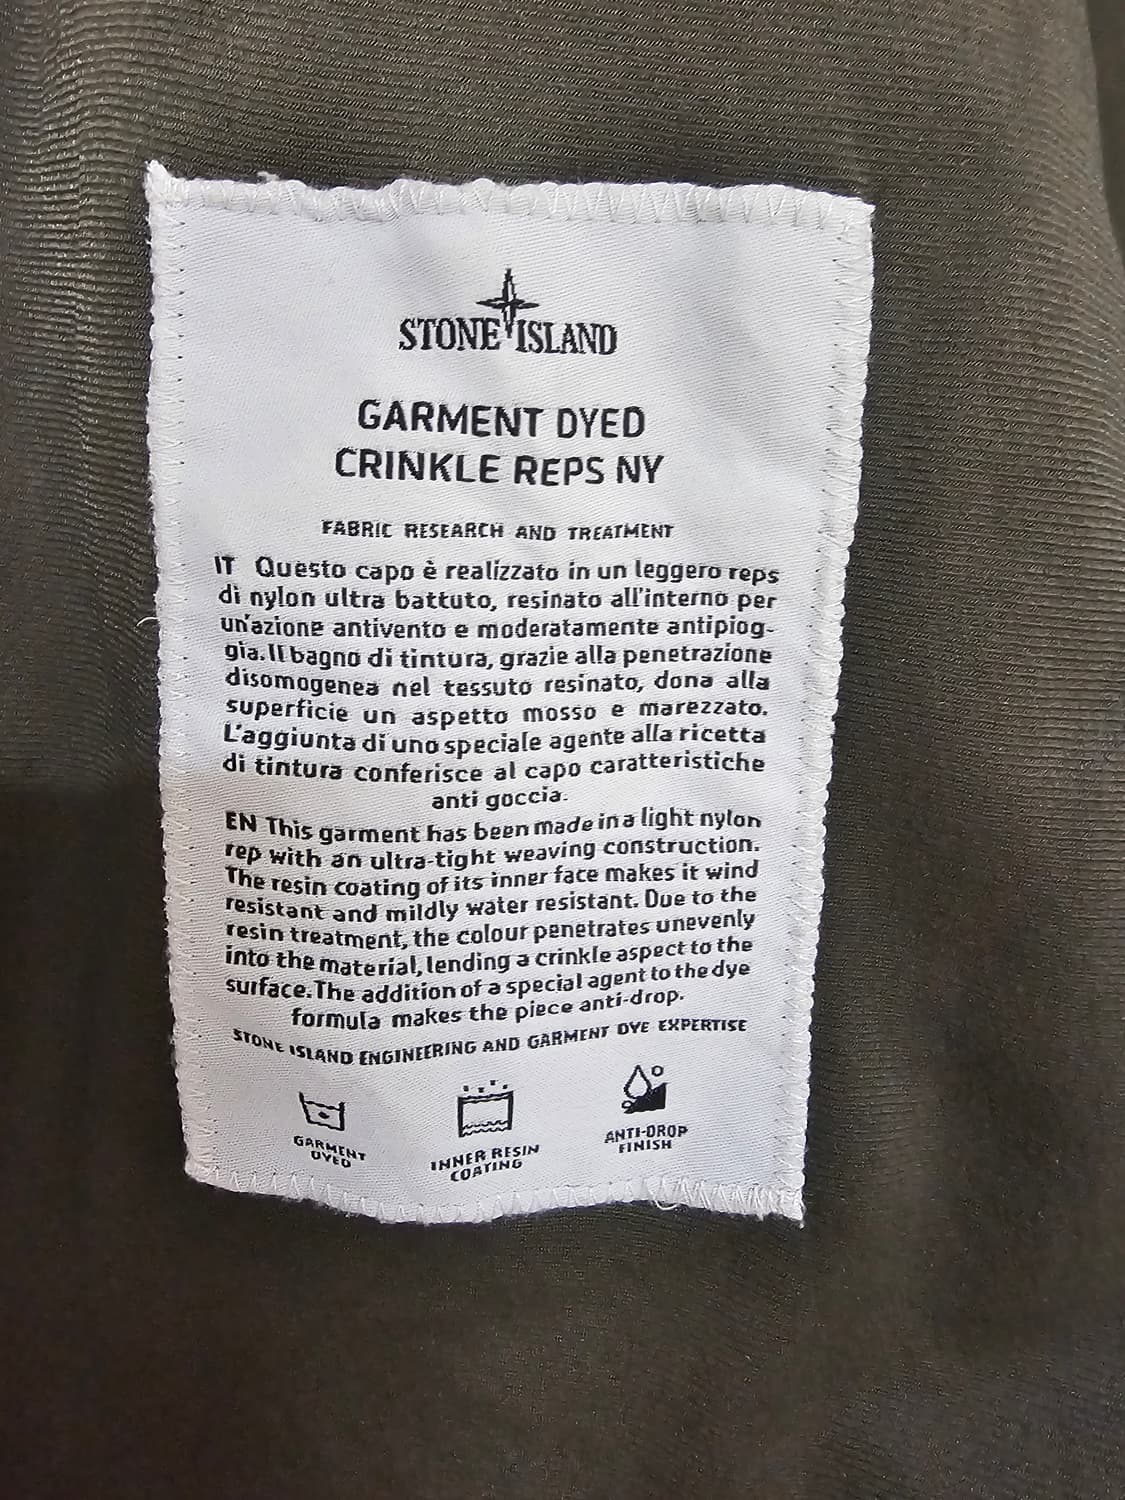 STONE ISLAND
GARMENT DYED
CRINKLE REPS NY
FABRIC RESEARCH AND TREATMENT
IT Questo capo è realizzato in un leggero reps
di nylon ultra battuto, resinato all'interno per
un'azione antivento e moderatamente antipiog-
gia. Il bagno di tintura, grazie alla penetrazione
disomogenea nel tessuto resinato, dona alla
superficie un aspetto mosso e marezzato.
L'aggiunta di uno speciale agente alla ricetta
di tintura conferisce al capo caratteristiche
anti goccia.
EN This garment has been made in a light nylon
rep with an ultra-tight weaving construction.
The resin coating of its inner face makes it wind
resistant and mildly water resistant. Due to the
resin treatment, the colour penetrates unevenly
into the material, lending a crinkle aspect to the
surface. The addition of a special agent to the dye
formula makes the piece anti-drop.
STONE ISLAND ENGINEERING AND GARMENT DYE EXPERTISE
GARMENT
DYED
INNER RESIN
COATING
ANTI-DROP
FINISH